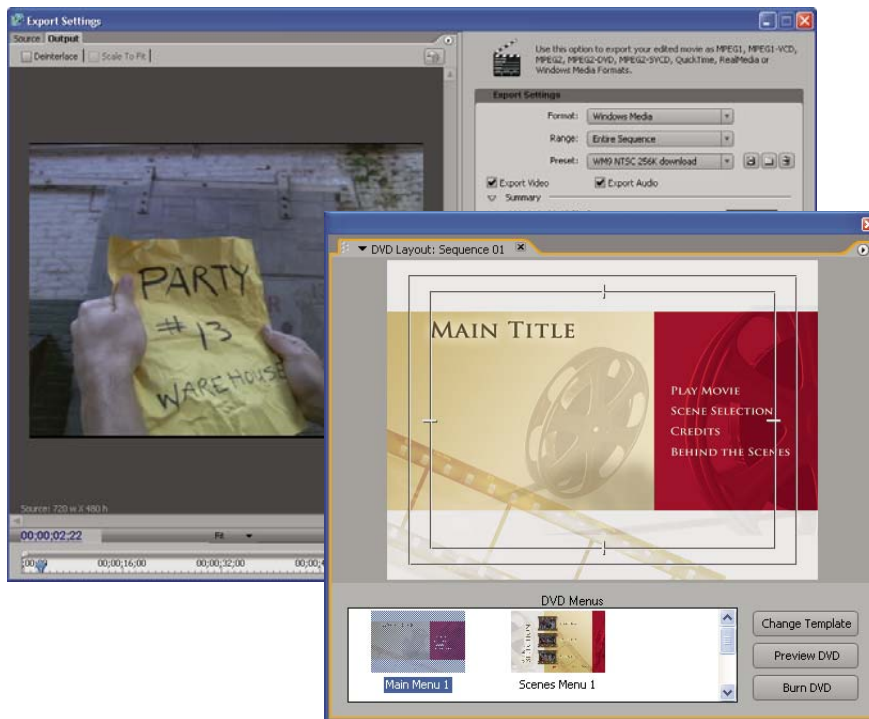 Export Settings
Source Output
Deinterlace Scale To Fit
Use this option to export your edited movie as MPEG1, MPEG1-VCD,
MPEG2, MPEG2-DVD, MPEG2-SVCD, QuickTime, RealMedia or
Windows Media Formats.
Export Settings
Format: Windows Media
Range: Entire Sequence
Preset: WM9 NTSC 256K download
Export Video Export Audio
Summary
PARTY
# 13
WAREHOUSE
Source: 720 w X 480 h
00;00;02;22 Fit
00;00;16;00 00;00;32;00
DVD Layout: Sequence 01
MAIN TITLE
PLAY MOVIE
SCENE SELECTION
CREDITS
BEHIND THE SCENES
DVD Menus
Main Menu 1
Scenes Menu 1
Change Template
Preview DVD
Burn DVD